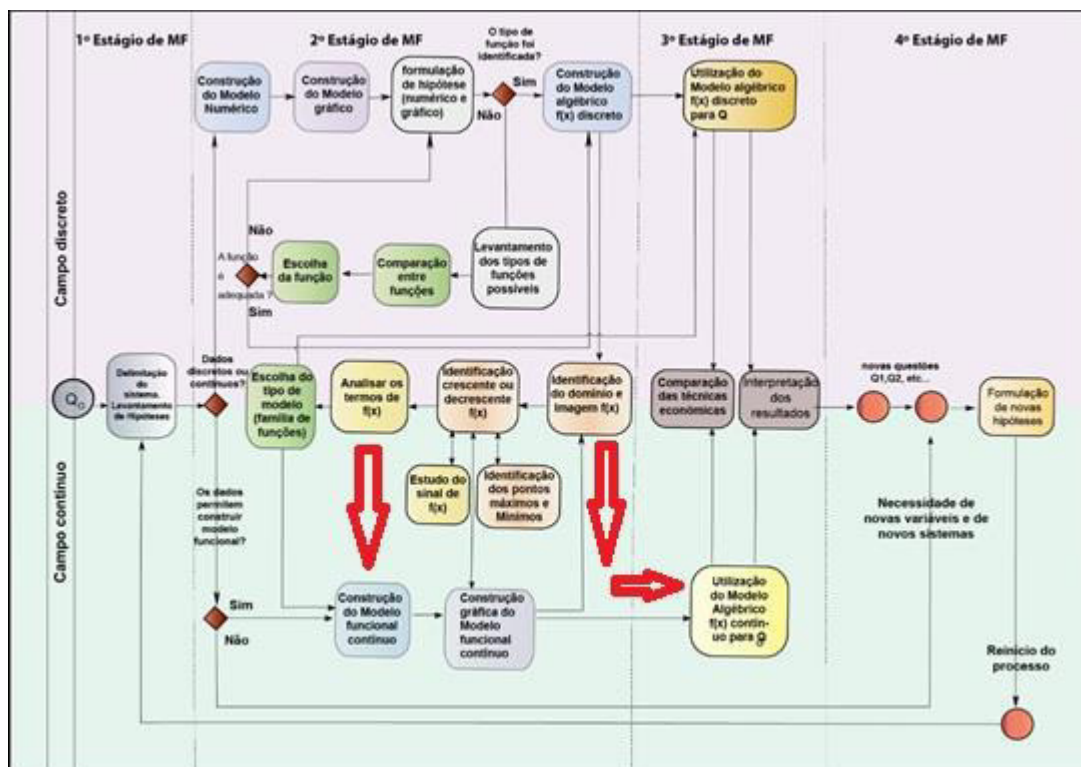 1º Estágio de MF
2º Estágio de MF
O tipo de
função foi
identificada?
3º Estágio de MF
4º Estágio de MF
Construção
do Modelo
Numérico
Construção
do Modelo
gráfico
formulação
de hipótese
(numérico e
gráfico)
Sim
Não
Construção
do Modelo
algébrico
f(x) discreto
Utilização do
Modelo algébrico
f(x) discreto
para Q
Campo discreto
Não
A função
é
adequada ?
Sim
Escolha
da função
Comparação
entre
funções
Levantamento
dos tipos de
funções
possíveis
Q0
Delimitação
do
sistema.
Levantamento
de Hipóteses
Dados
discretos ou
contínuos?
Escolha do
tipo de
modelo
(família de
funções)
Analisar os
termos de
f(x)
Identificação
crescente ou
decrescente
f(x)
Identificação
do domínio e
Imagem f(x)
Comparação
das técnicas
econômicas
Interpretação
dos
resultados
novas questões
Q1,Q2, etc...
Formulação
de novas
hipóteses
Estudo do
sinal de
f(x)
Identificação
dos pontos
máximos e
Mínimos
Campo contínuo
Os dados
permitem
construir
modelo
funcional?
Necessidade de
novas variáveis e de
novos sistemas
Sim
Não
Construção
do Modelo
funcional
contínuo
Construção
gráfica do
Modelo
funcional
contínuo
Utilização
do Modelo
Algébrico
f(x) contín-
uo para Q
Reinício do
processo